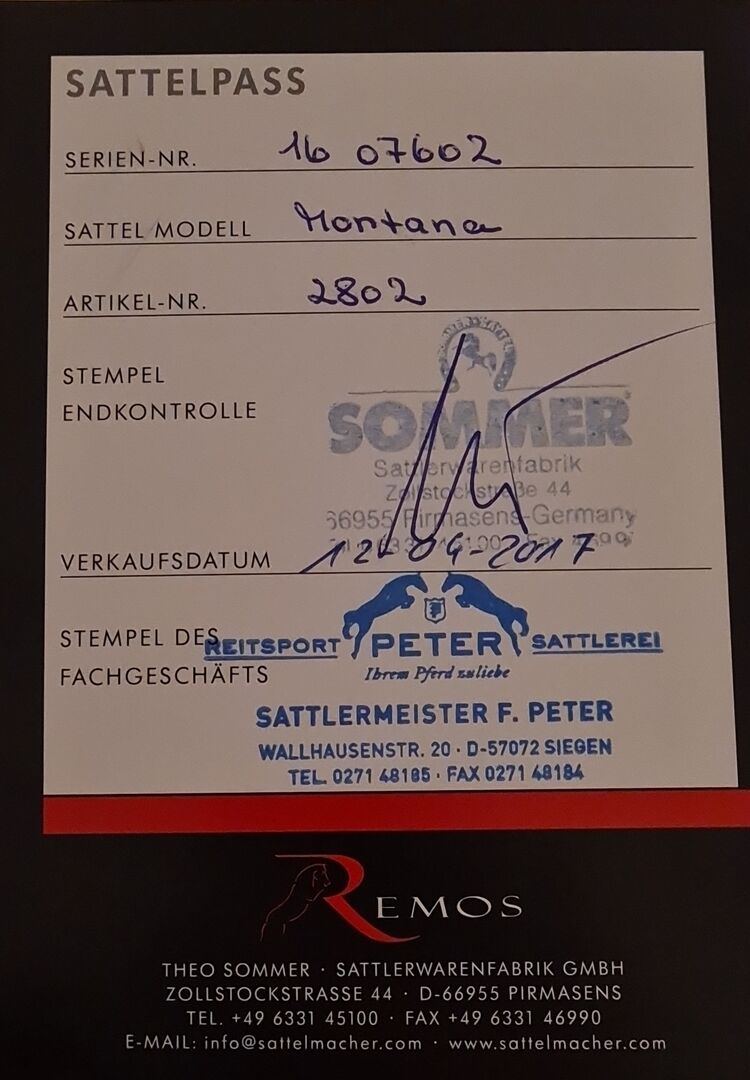 SATTELPASS
SERIEN-NR. 16 07602
SATTEL MODELL Montana
ARTIKEL-NR. 2802
STEMPEL
ENDKONTROLLE
SOMMER
Sattlerwarenfabrik
Zollstockstraße 44
66955 Pirmasens-Germany
VERKAUFSDATUM 12-04-2017
STEMPEL DES
FACHGESCHÄFTS
REITSPORT PETER SATTLEREI
Ihrem Pferd zuliebe
SATTLERMEISTER F. PETER
WALLHAUSENSTR. 20 · D-57072 SIEGEN
TEL. 0271 48185 · FAX 0271 48184
REMOS
THEO SOMMER · SATTLERWARENFABRIK GMBH
ZOLLSTOCKSTRASSE 44 · D-66955 PIRMASENS
TEL. +49 6331 45100 · FAX +49 6331 46990
E-MAIL: info@sattelmacher.com · www.sattelmacher.com